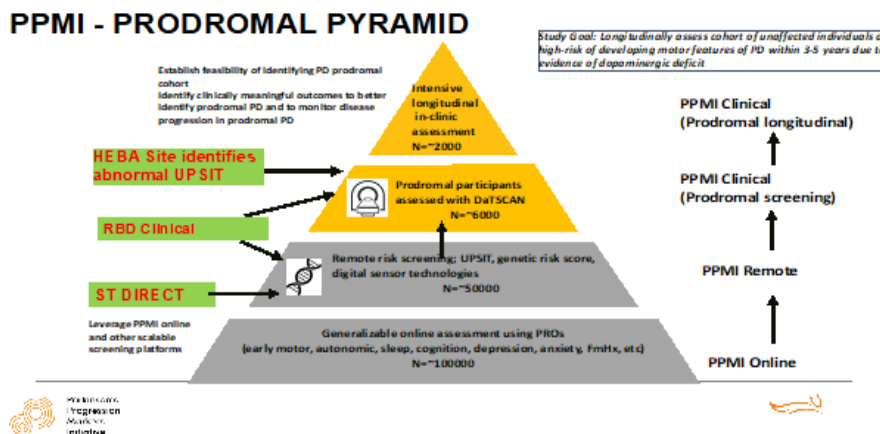 PPMI - PRODROMAL PYRAMID
Study Goal: Longitudinally assess cohort of unaffected individuals
high-risk of developing motor features of PD within 3-5 years due
evidence of dopaminergic deficit
Establish feasibility of identifying PD prodromal
cohort
Identify clinically meaningful outcomes to better
identify prodromal PD and to monitor disease
progression in prodromal PD
Intensive
longitudinal
in-clinic
assessment
N=~2000
PPMI Clinical
(Prodromal longitudinal)
HEBA Site identifies
abnormal UPSIT
Prodromal participants
assessed with DaTSCAN
N=~6000
PPMI Clinical
(Prodromal screening)
RBD Clinical
Remote risk screening; UPSIT, genetic risk score,
digital sensor technologies
N=~50000
PPMI Remote
ST DIRECT
Leverage PPMI online
and other scalable
screening platforms
Generalizable online assessment using PROs
(early motor, autonomic, sleep, cognition, depression, anxiety, FmHx, etc)
N=~100000
PPMI Online
Parkinson's
Progression
Markers
Initiative